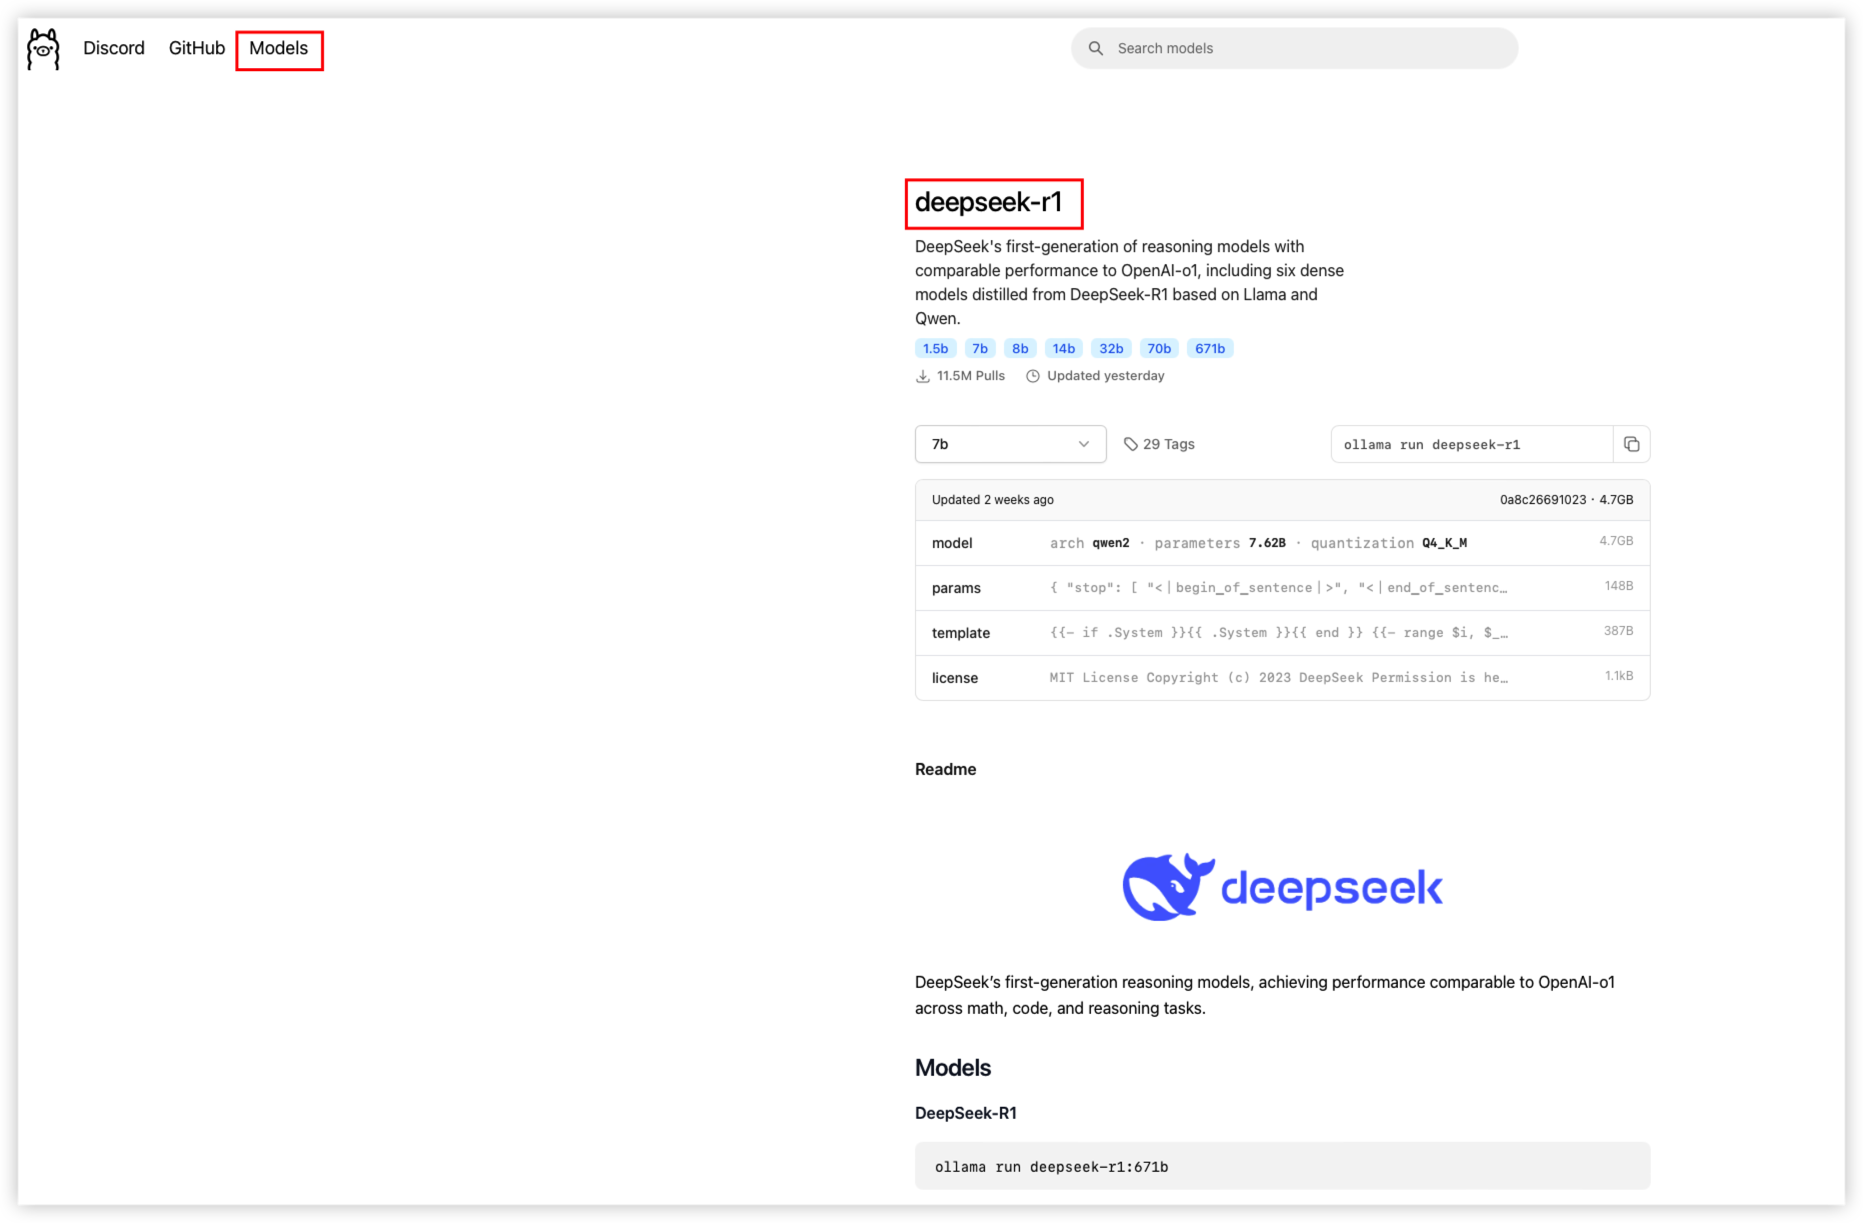 Discord GitHub Models Search models
deepseek-r1
DeepSeek's first-generation of reasoning models with
comparable performance to OpenAI-o1, including six dense
models distilled from DeepSeek-R1 based on Llama and
Qwen.
1.5b 7b 8b 14b 32b 70b 671b
11.5M Pulls Updated yesterday
7b 29 Tags ollama run deepseek-r1
Updated 2 weeks ago 0a8c26691023 · 4.7GB
model arch qwen2 · parameters 7.62B · quantization Q4_K_M 4.7GB
params { "stop": [ "<｜begin▁of▁sentence｜>", "<｜end▁of▁sentenc… 148B
template {{- if .System }}{{ .System }}{{ end }} {{- range $i, $_… 387B
license MIT License Copyright (c) 2023 DeepSeek Permission is he… 1.1kB
Readme
deepseek
DeepSeek’s first-generation reasoning models, achieving performance comparable to OpenAI-o1
across math, code, and reasoning tasks.
Models
DeepSeek-R1
ollama run deepseek-r1:671b